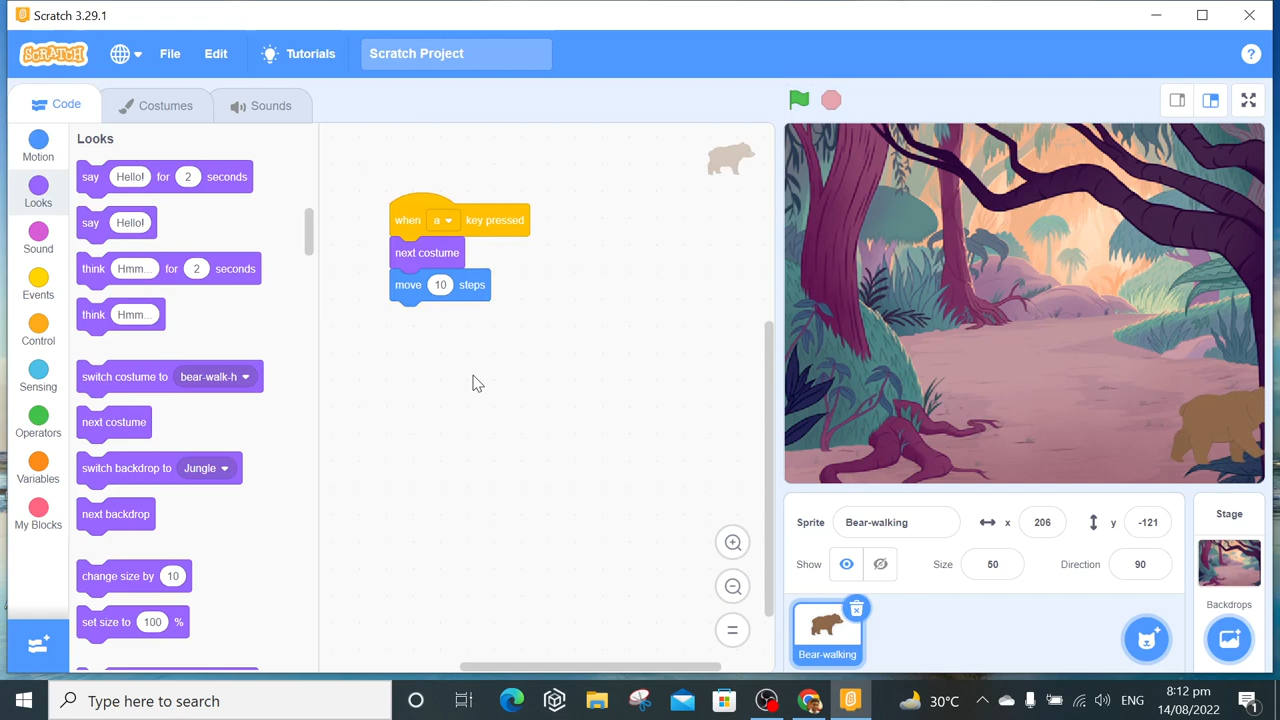 Scratch 3.29.1
SCRATCH
File
Edit
Tutorials
Scratch Project
?
Code
Costumes
Sounds
Motion
Looks
Sound
Events
Control
Sensing
Operators
Variables
My Blocks
Looks
say Hello! for 2 seconds
say Hello!
think Hmm... for 2 seconds
think Hmm...
switch costume to bear-walk-h
next costume
switch backdrop to Jungle
next backdrop
change size by 10
set size to 100 %
when a key pressed
next costume
move 10 steps
Sprite Bear-walking x 206 y -121
Show Size 50 Direction 90
Bear-walking
Stage
Backdrops
Type here to search
30°C
ENG
8:12 pm
14/08/2022
1